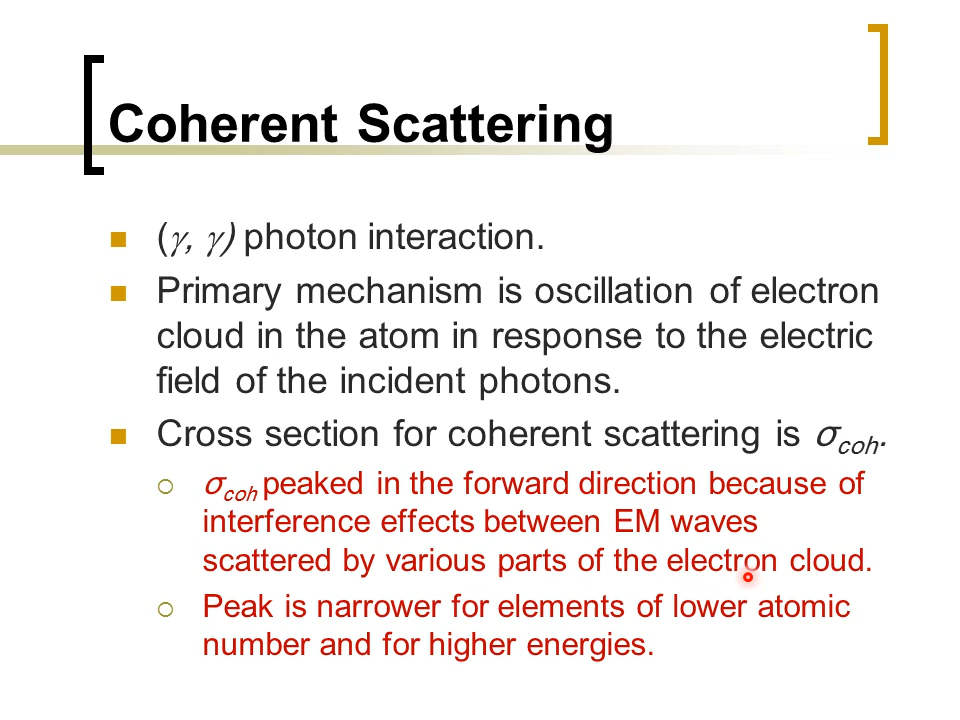 Coherent Scattering
(γ, γ) photon interaction.
Primary mechanism is oscillation of electron
cloud in the atom in response to the electric
field of the incident photons.
Cross section for coherent scattering is σcoh.
σcoh peaked in the forward direction because of
interference effects between EM waves
scattered by various parts of the electron cloud.
Peak is narrower for elements of lower atomic
number and for higher energies.